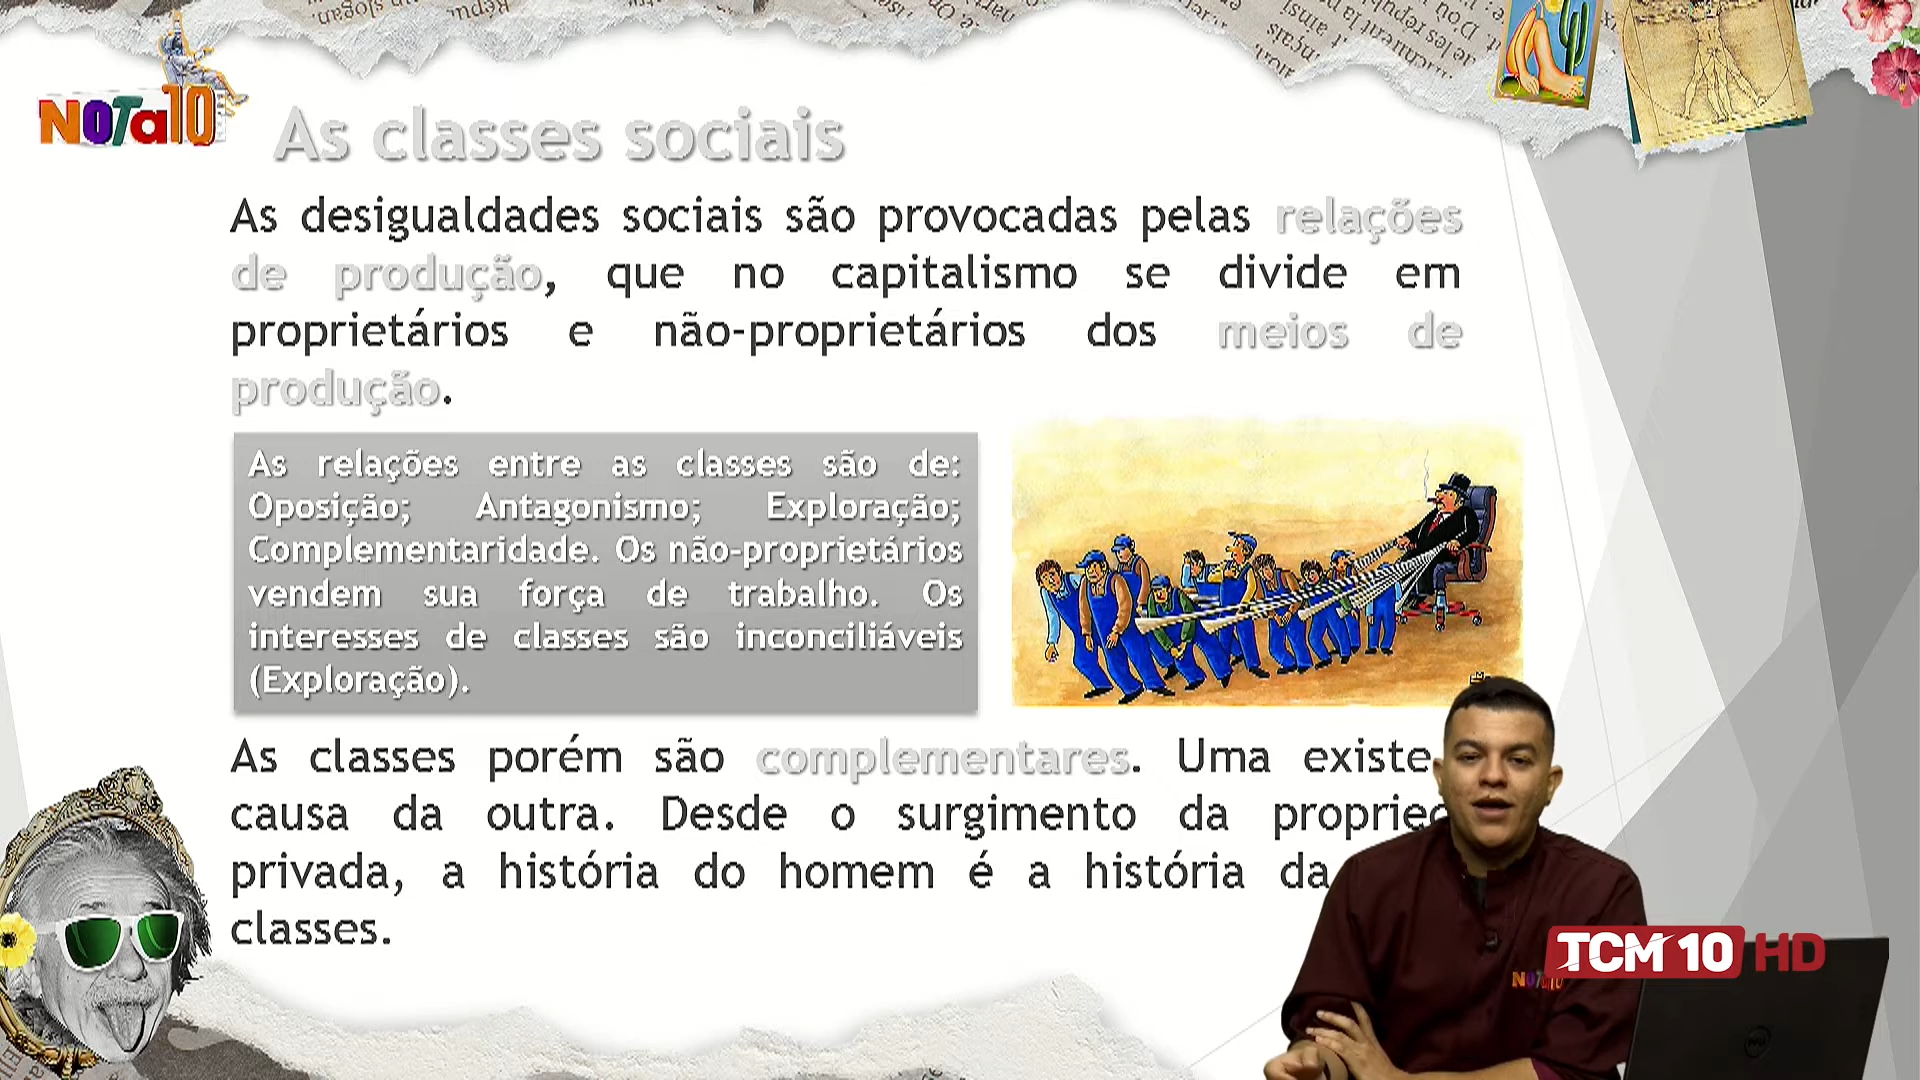 NOTa10
As classes sociais
As desigualdades sociais são provocadas pelas relações
de produção, que no capitalismo se divide em
proprietários e não-proprietários dos meios de
produção.
As relações entre as classes são de:
Oposição; Antagonismo; Exploração;
Complementaridade. Os não-proprietários
vendem sua força de trabalho. Os
interesses de classes são inconciliáveis
(Exploração).
As classes porém são complementares. Uma existe
causa da outra. Desde o surgimento da
privada, a história do homem é a história da
classes.
TCM 10 HD